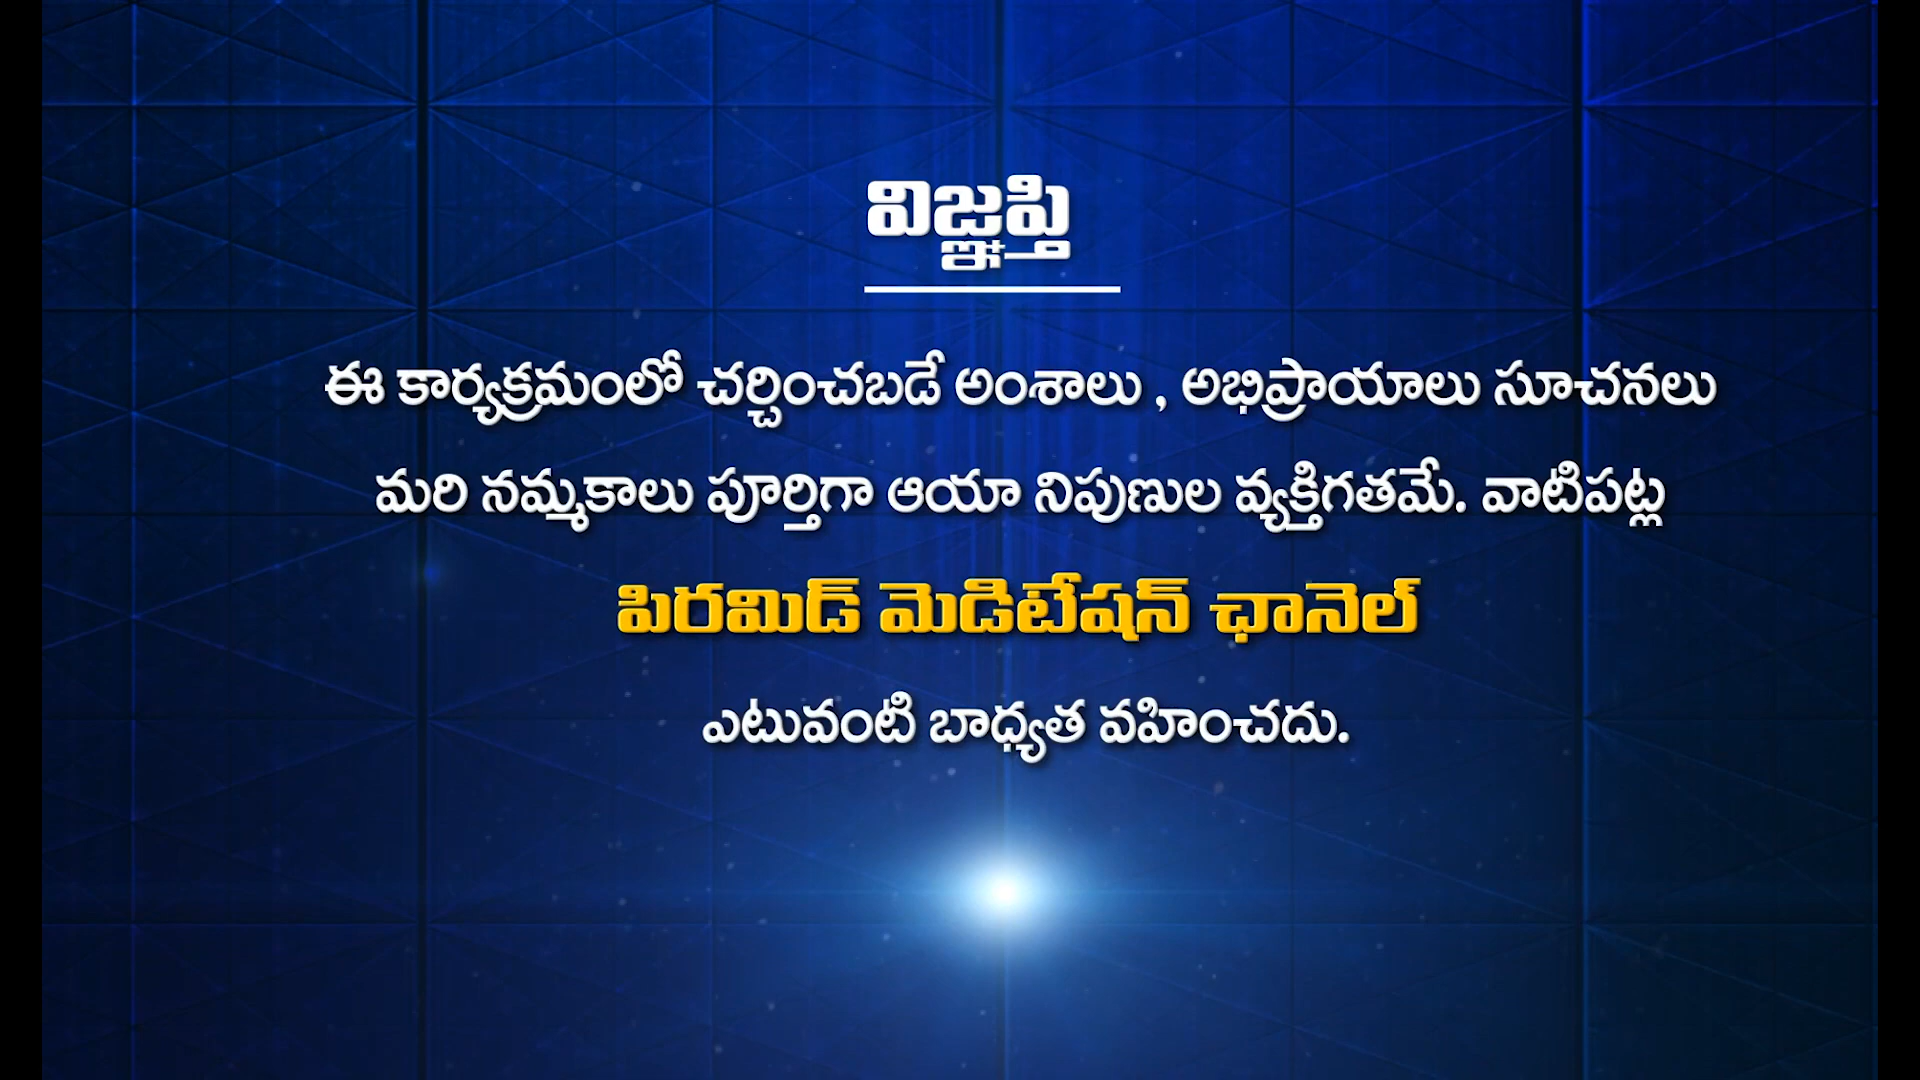 విజ్ఞప్తి
ఈ కార్యక్రమంలో చర్చించబడే అంశాలు , అభిప్రాయాలు సూచనలు
మరి నమ్మకాలు పూర్తిగా ఆయా నిపుణుల వ్యక్తిగతమే. వాటిపట్ల
పిరమిడ్ మెడిటేషన్ ఛానెల్
ఎటువంటి బాధ్యత వహించదు.